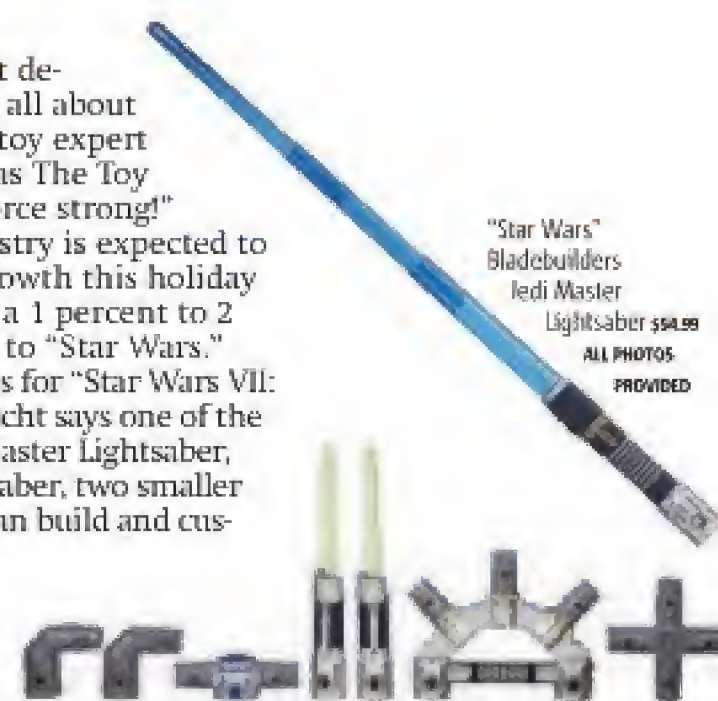 t de-
all about
toy expert
as The Toy
orce strong!"
stry is expected to
owth this holiday
a 1 percent to 2
to "Star Wars."
s for "Star Wars VII:
cht says one of the
aster Lightsaber,
aber, two smaller
an build and cus-
"Star Wars"
Bladebuilders
Jedi Master
Lightsaber $54.99
ALL PHOTOS
PROVIDED